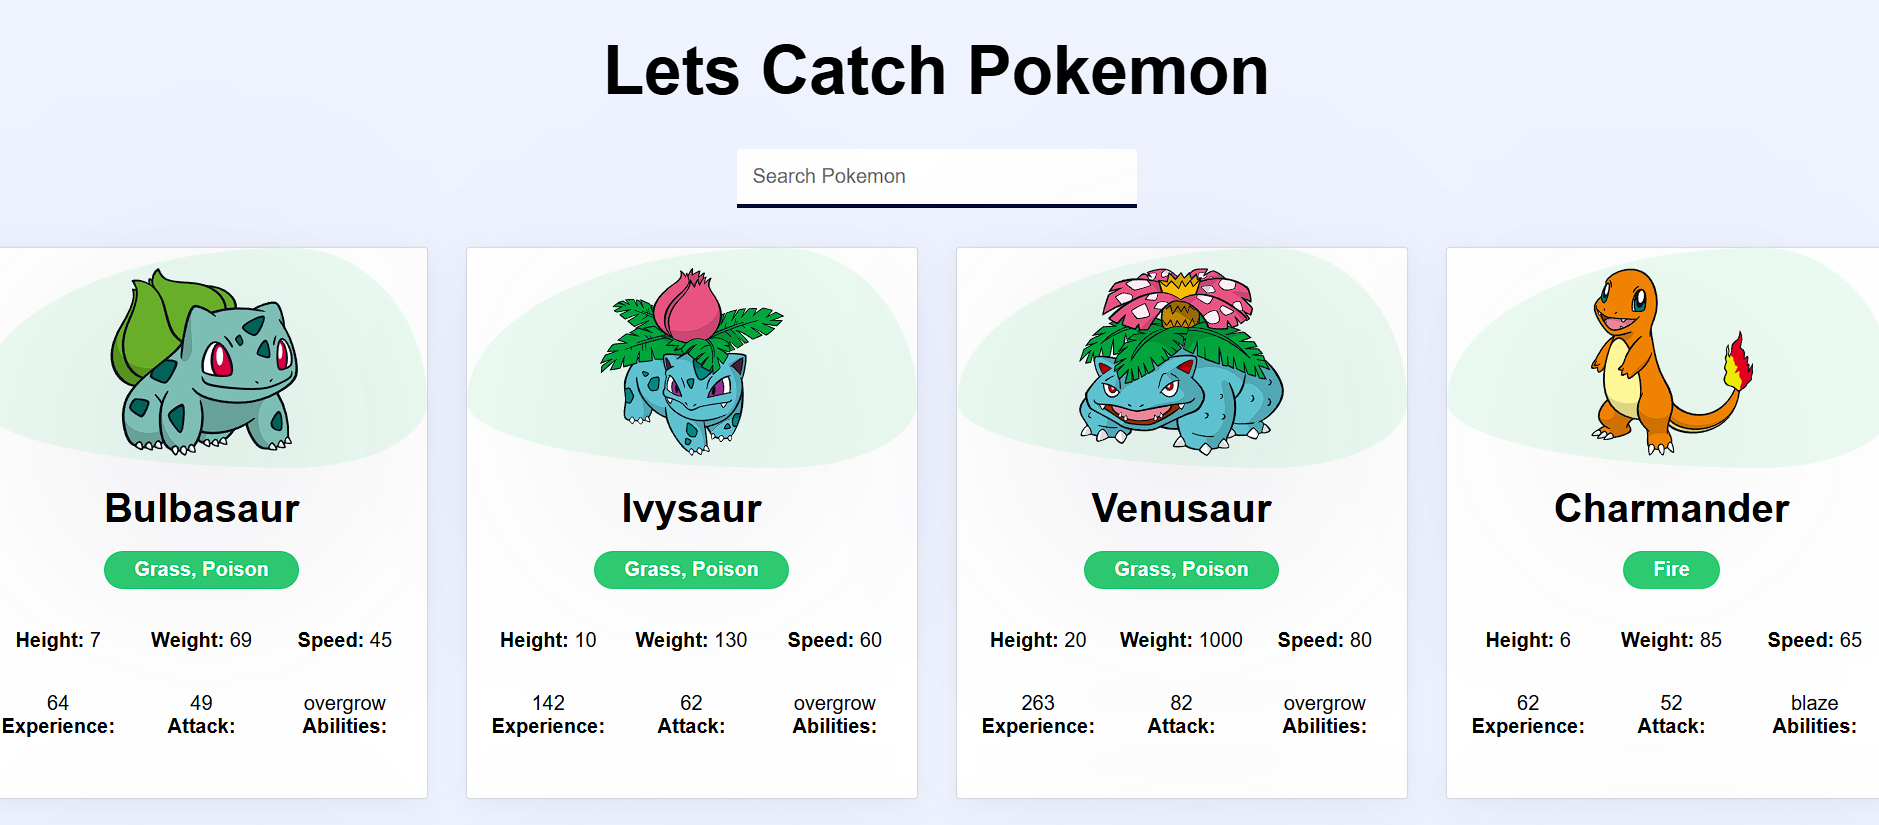 Lets Catch Pokemon
Search Pokemon
Bulbasaur
Grass, Poison
Height: 7 Weight: 69 Speed: 45
64 49 overgrow
Experience: Attack: Abilities:
Ivysaur
Grass, Poison
Height: 10 Weight: 130 Speed: 60
142 62 overgrow
Experience: Attack: Abilities:
Venusaur
Grass, Poison
Height: 20 Weight: 1000 Speed: 80
263 82 overgrow
Experience: Attack: Abilities:
Charmander
Fire
Height: 6 Weight: 85 Speed: 65
62 52 blaze
Experience: Attack: Abilities: